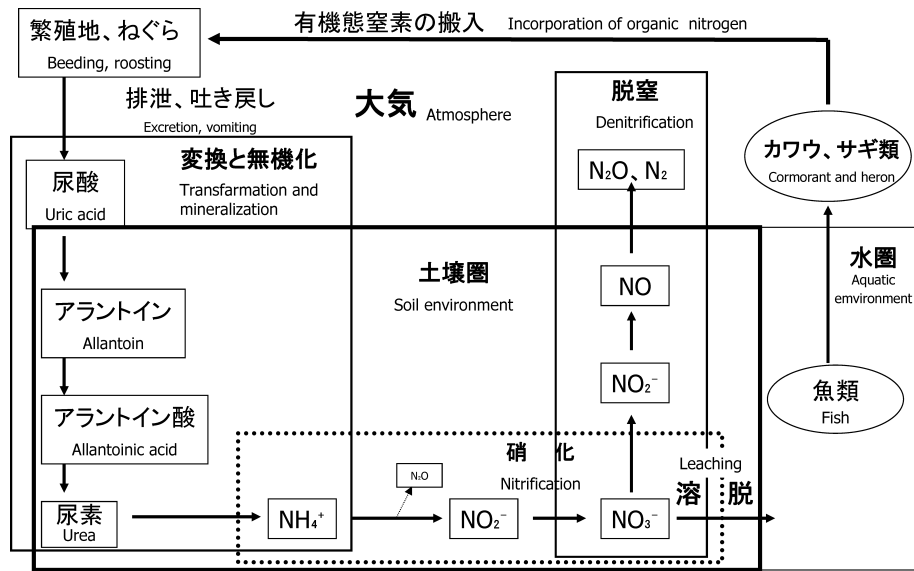 繁殖地、ねぐら
Beeding, roosting
有機態窒素の搬入 Incorporation of organic nitrogen
排泄、吐き戻し
Excretion, vomiting
大気 Atmosphere
脱窒
Denitrification
変換と無機化
Transfarmation and
mineralization
尿酸
Uric acid
N₂O、N₂
カワウ、サギ類
Cormorant and heron
土壌圏
Soil environment
水圏
Aquatic
emvironment
NO
アラントイン
Allantoin
NO₂⁻
魚類
Fish
アラントイン酸
Allantoinic acid
硝 化
Nitrification
Leaching
溶 脱
N₂O
尿素
Urea
NH₄⁺
NO₂⁻
NO₃⁻